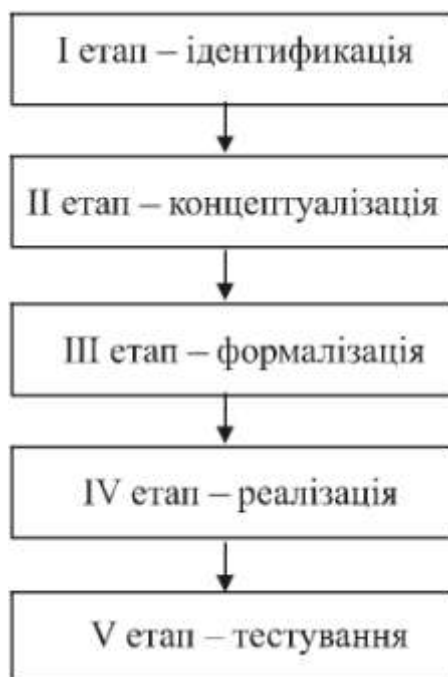 I етап – ідентификація
II етап – концептуалізація
III етап – формалізація
IV етап – реалізація
V етап – тестування